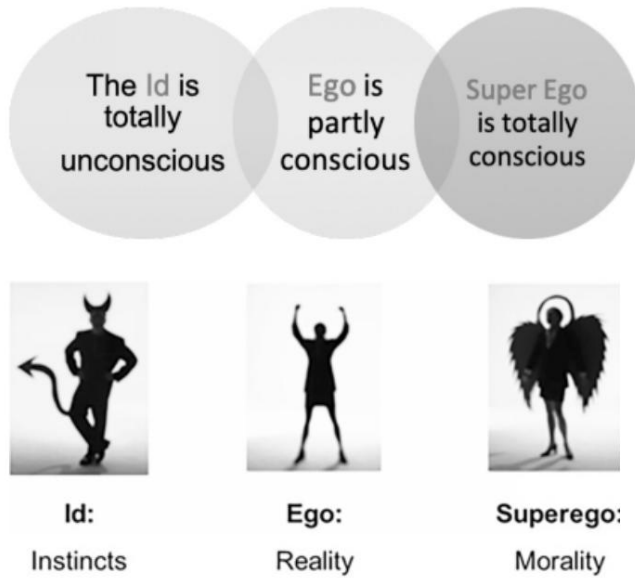 The Id is
totally
unconscious
Ego is
partly
conscious
Super Ego
is totally
conscious
Id:
Instincts
Ego:
Reality
Superego:
Morality